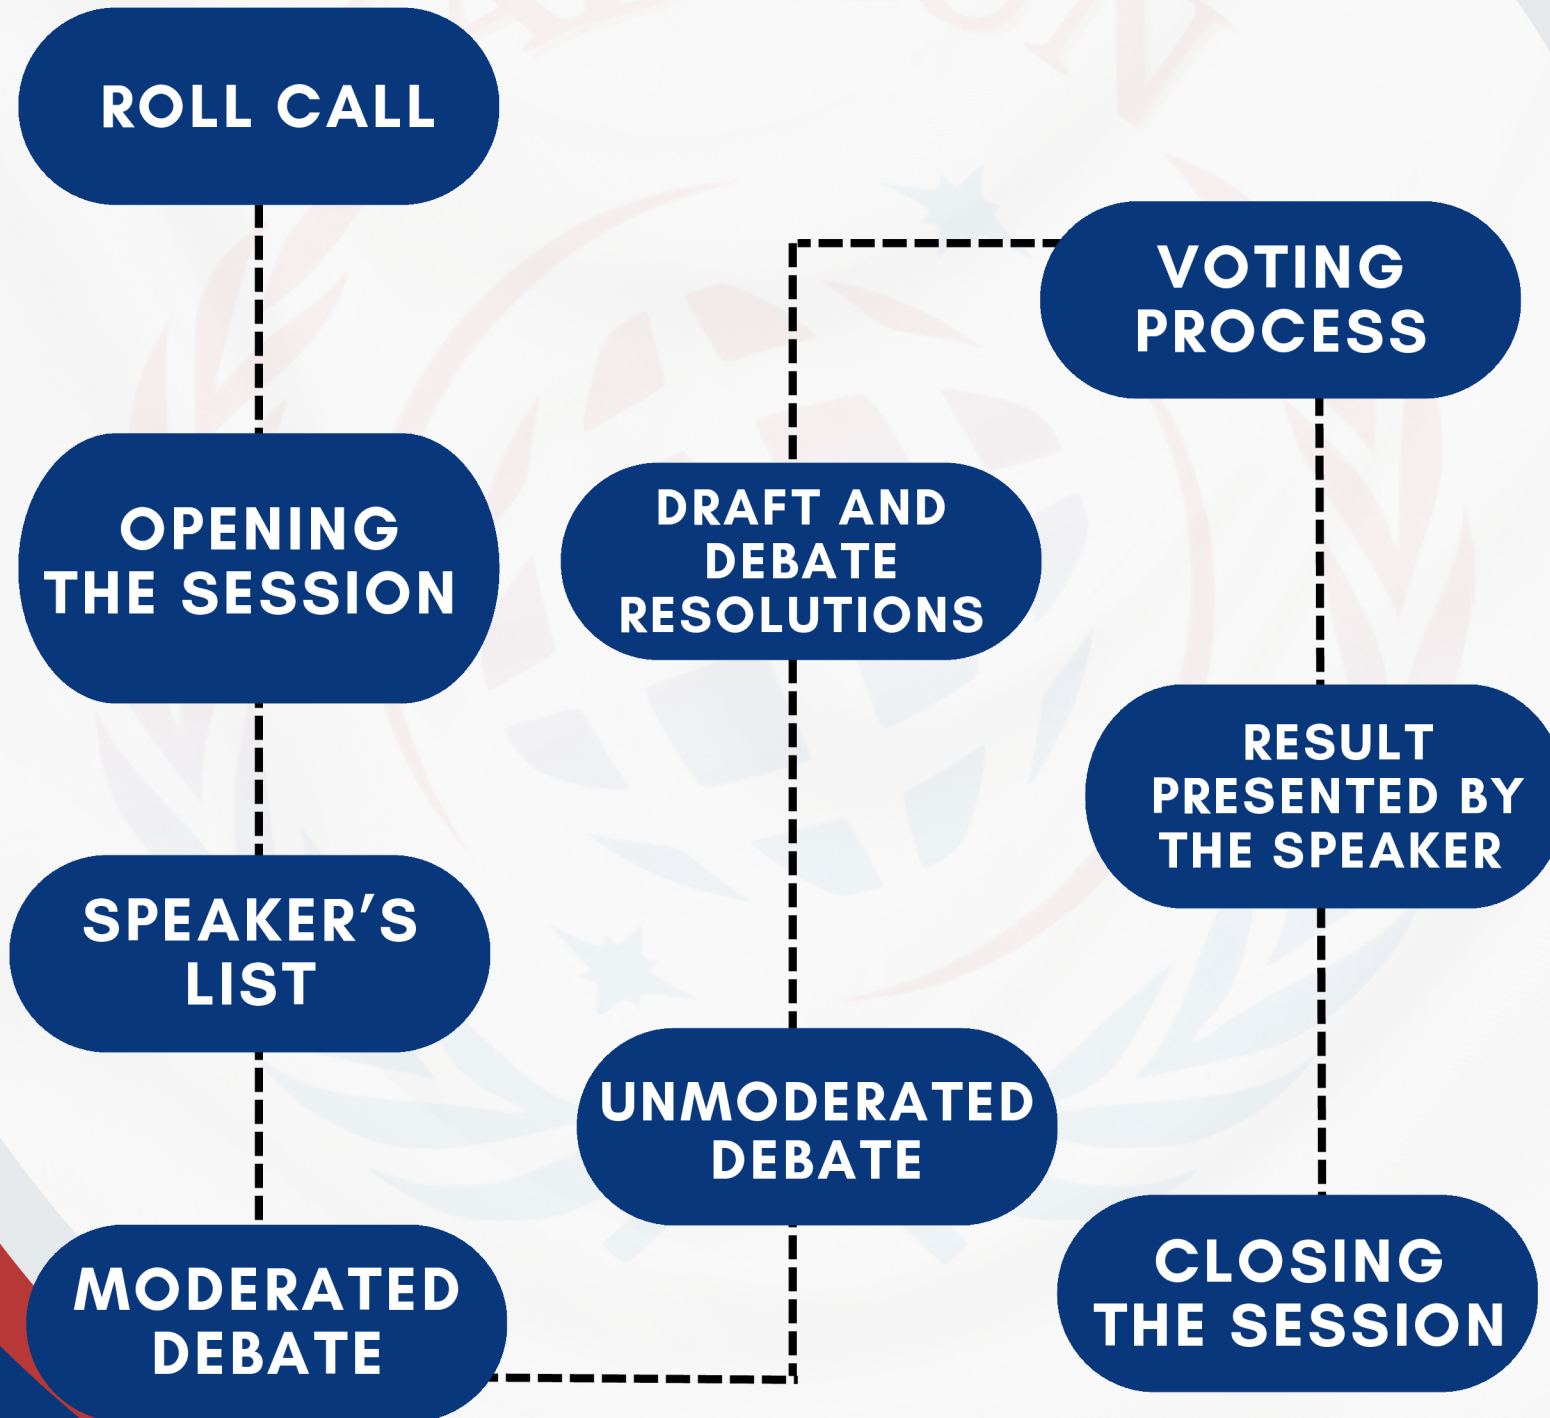 ROLL CALL
OPENING
THE SESSION
SPEAKER’S
LIST
MODERATED
DEBATE
UNMODERATED
DEBATE
DRAFT AND
DEBATE
RESOLUTIONS
VOTING
PROCESS
RESULT
PRESENTED BY
THE SPEAKER
CLOSING
THE SESSION